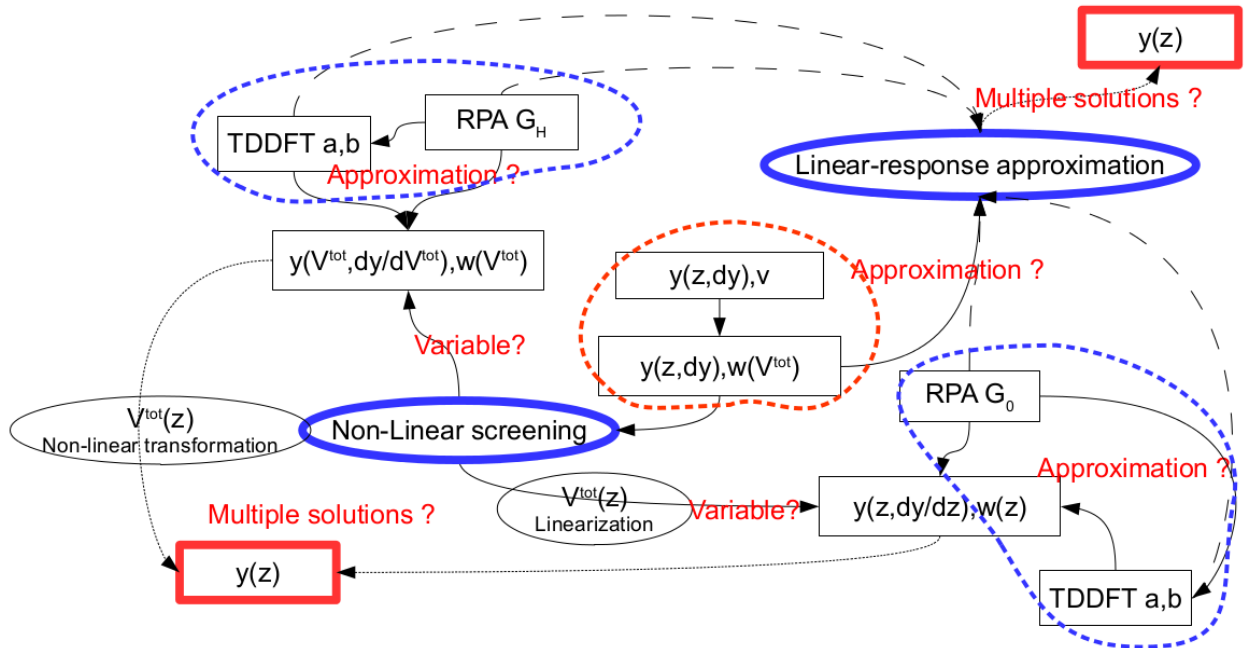 y(z)
Multiple solutions ?
RPA G_H
TDDFT a,b
Approximation ?
Linear-response approximation
y(V^tot,dy/dV^tot),w(V^tot)
y(z,dy),v
Approximation ?
Variable?
y(z,dy),w(V^tot)
RPA G_0
V^tot(z)
Non-linear transformation
Non-Linear screening
Approximation ?
V^tot(z)
Linearization
Variable?
y(z,dy/dz),w(z)
Multiple solutions ?
y(z)
TDDFT a,b